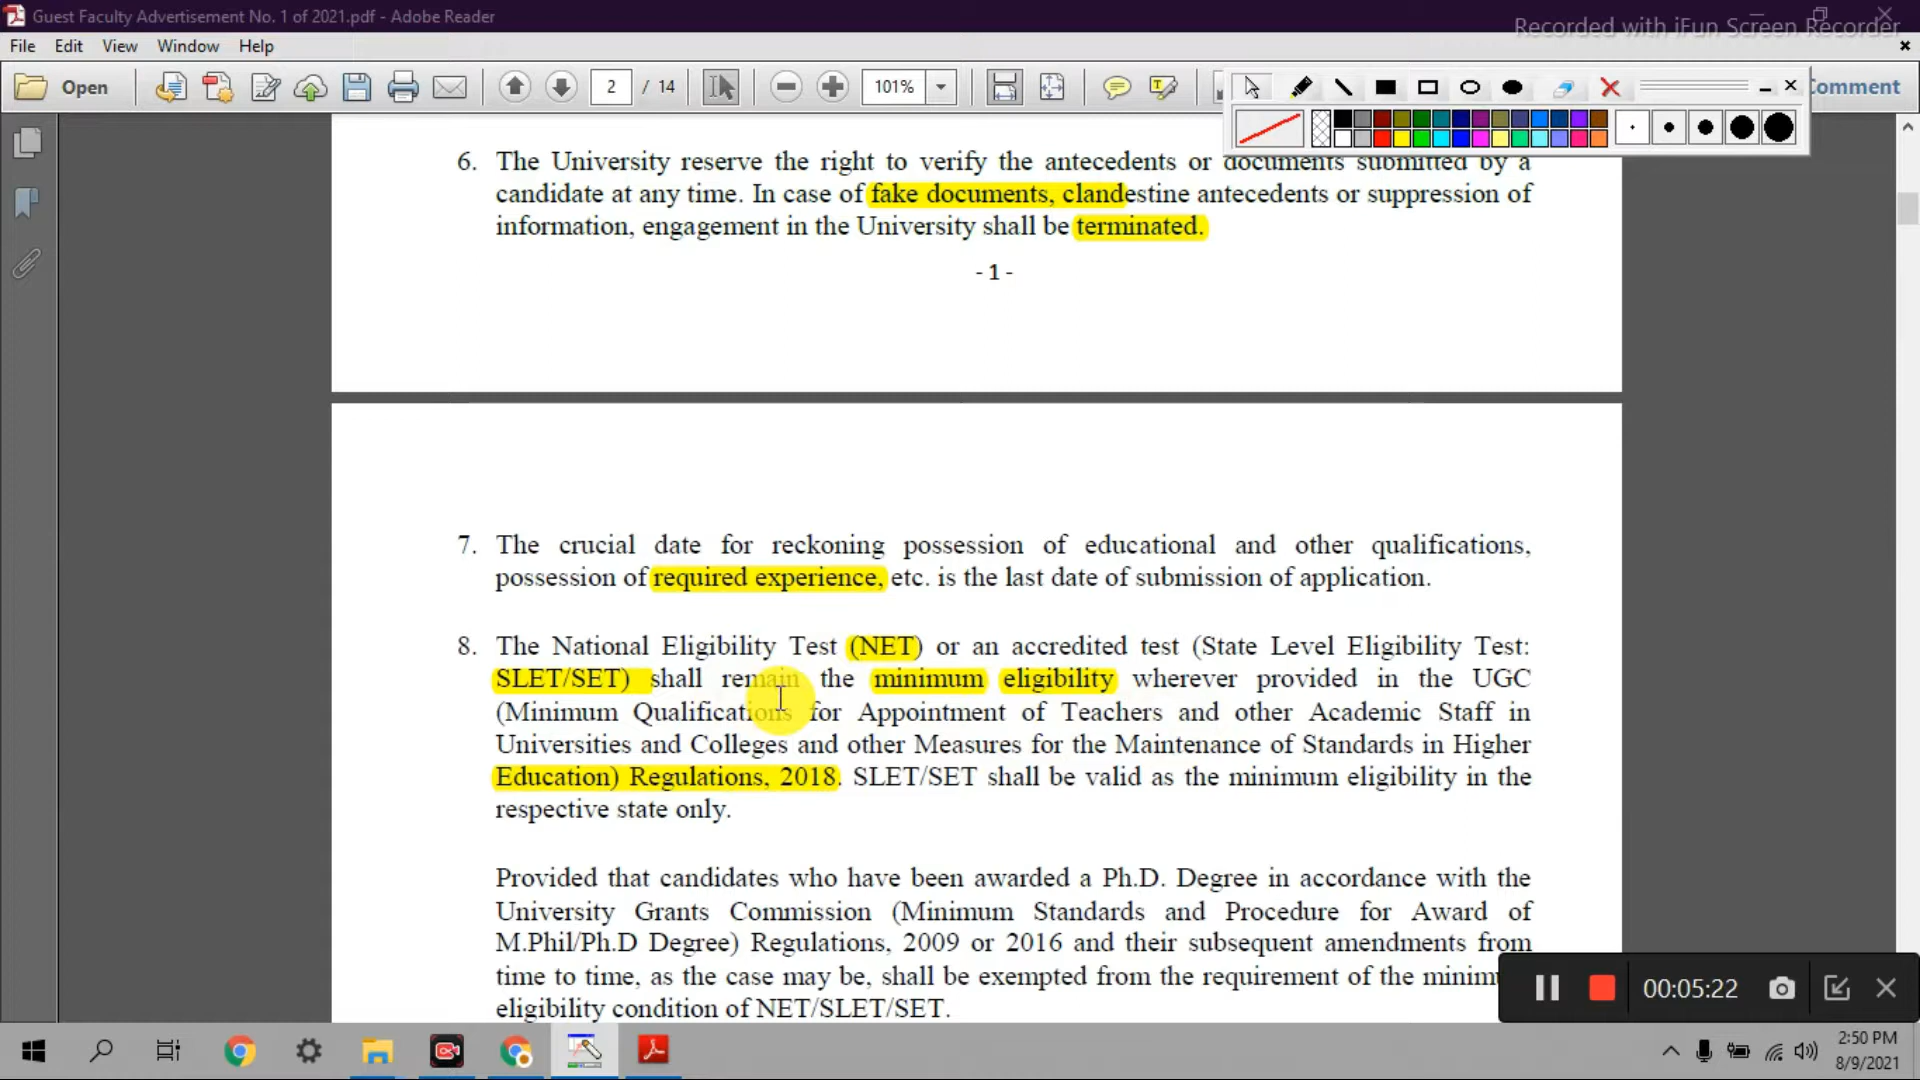 Guest Faculty Advertisement No. 1 of 2021.pdf - Adobe Reader
Recorded with iFun Screen Recorder
File Edit View Window Help
Open 2 / 14 101% Comment
6. The University reserve the right to verify the antecedents or documents submitted by a
candidate at any time. In case of fake documents, clandestine antecedents or suppression of
information, engagement in the University shall be terminated.
- 1 -
7. The crucial date for reckoning possession of educational and other qualifications,
possession of required experience, etc. is the last date of submission of application.
8. The National Eligibility Test (NET) or an accredited test (State Level Eligibility Test:
SLET/SET) shall remain the minimum eligibility wherever provided in the UGC
(Minimum Qualifications for Appointment of Teachers and other Academic Staff in
Universities and Colleges and other Measures for the Maintenance of Standards in Higher
Education) Regulations, 2018. SLET/SET shall be valid as the minimum eligibility in the
respective state only.
Provided that candidates who have been awarded a Ph.D. Degree in accordance with the
University Grants Commission (Minimum Standards and Procedure for Award of
M.Phil/Ph.D Degree) Regulations, 2009 or 2016 and their subsequent amendments from
time to time, as the case may be, shall be exempted from the requirement of the minimu
eligibility condition of NET/SLET/SET.
00:05:22
2:50 PM
8/9/2021